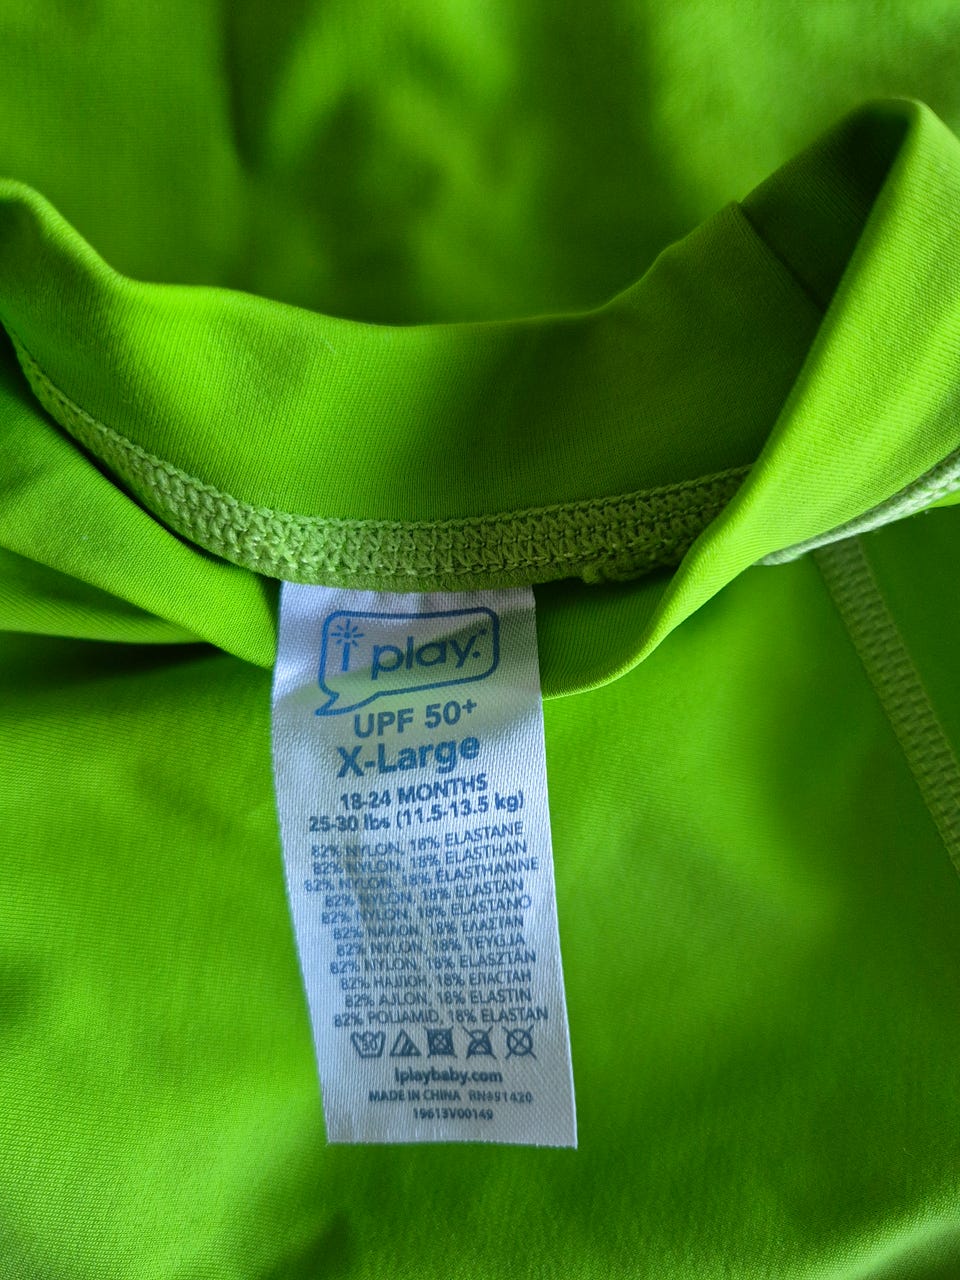 i play.™
UPF 50+
X-Large
18-24 MONTHS
25-30 lbs (11.5-13.5 kg)
82% NYLON, 18% ELASTANE
82% NYLON, 18% ELASTHAN
82% NYLON, 18% ELASTHANNE
82% NYLON, 18% ELASTAN
82% NYLON, 18% ELASTANO
82% ΝΑΙΛΟΝ, 18% ΕΛΑΣΤΑΝ
82% NYLON, 18% TEYGJA
82% NYLON, 18% ELASZTÁN
82% НАЈЛОН, 18% ЕЛАСТАН
82% AJLON, 18% ELASTIN
82% POLIAMID, 18% ELASTAN
30
iplaybaby.com
MADE IN CHINA
19613V00149